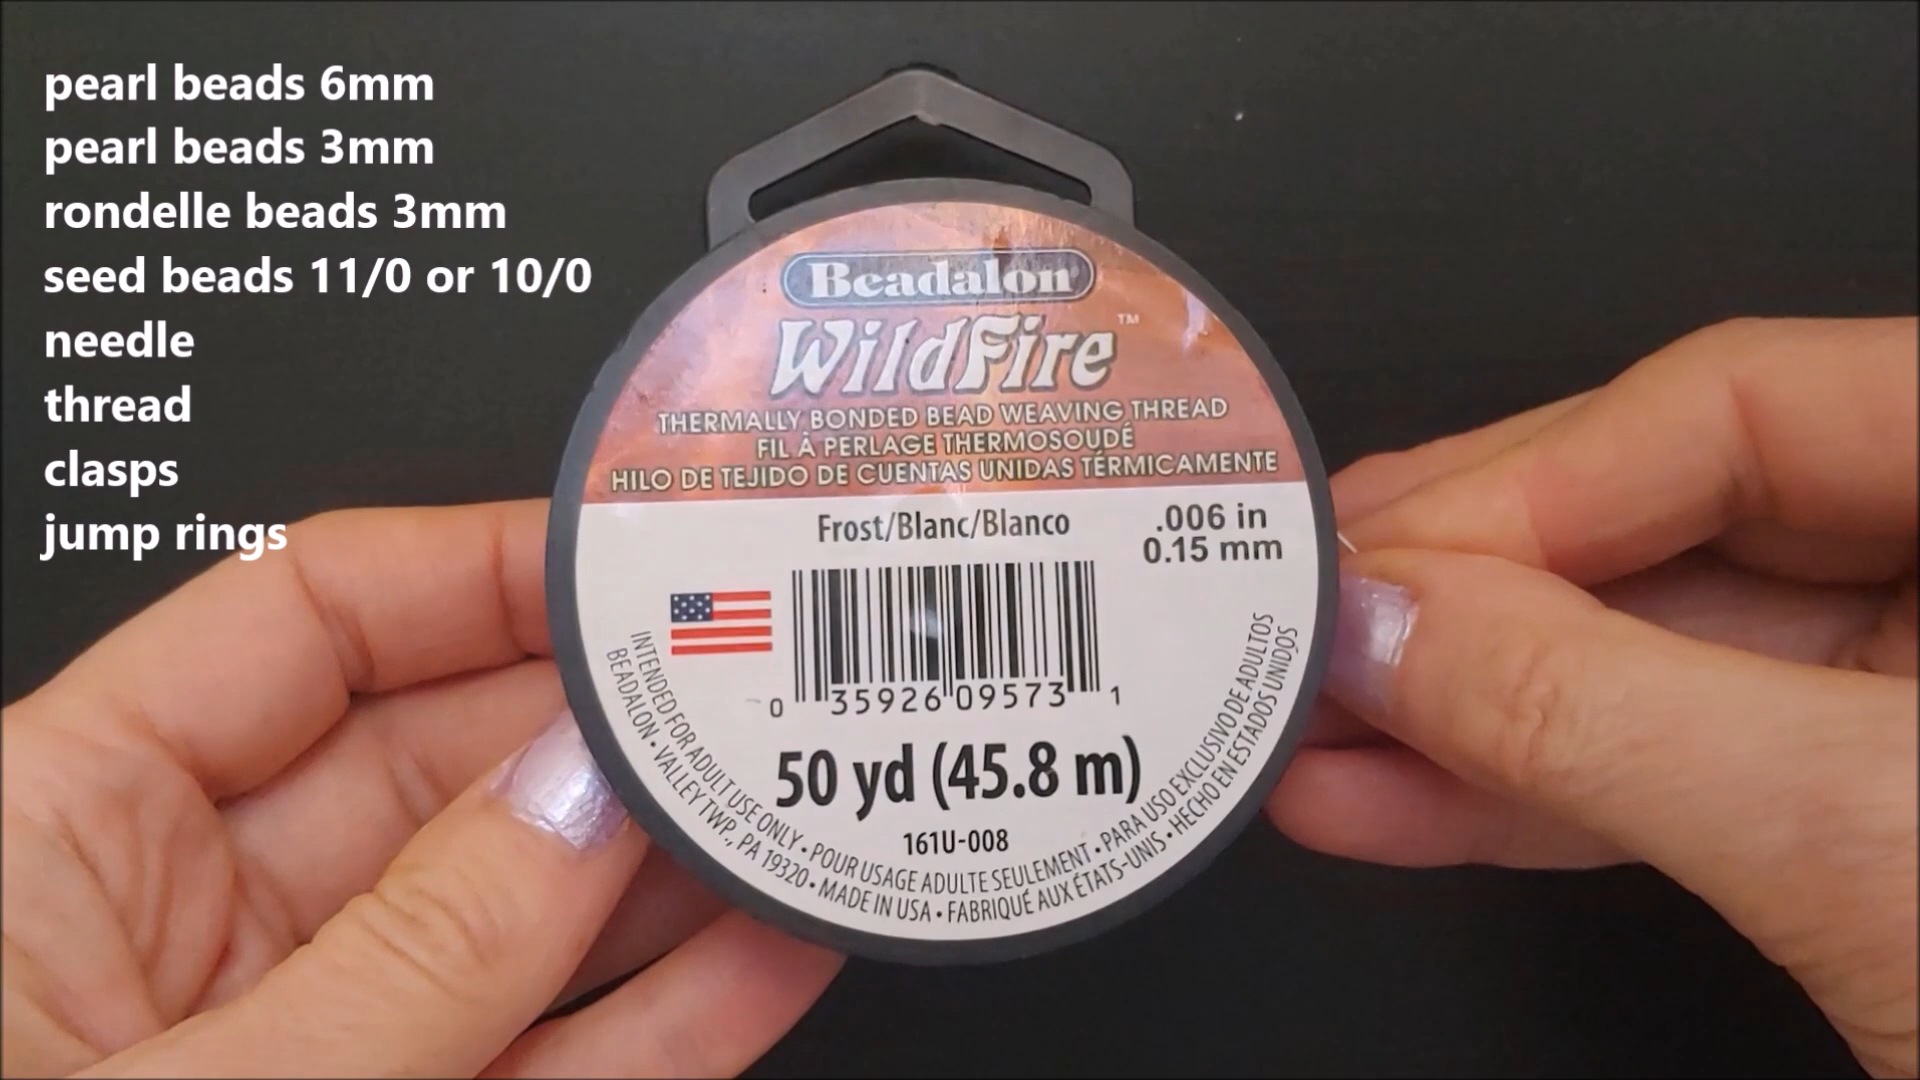 pearl beads 6mm
pearl beads 3mm
rondelle beads 3mm
seed beads 11/0 or 10/0
needle
thread
clasps
jump rings
Beadalon
WildFire™
THERMALLY BONDED BEAD WEAVING THREAD
FIL À PERLAGE THERMOSOUDÉ
HILO DE TEJIDO DE CUENTAS UNIDAS TÉRMICAMENTE
Frost/Blanc/Blanco
.006 in
0.15 mm
0 35926 09573 1
50 yd (45.8 m)
161U-008
INTENDED FOR ADULT USE ONLY • POUR USAGE ADULTE SEULEMENT • PARA USO EXCLUSIVO DE ADULTOS
BEADALON • VALLEY TWP., PA 19320 • MADE IN USA • FABRIQUÉ AUX ÉTATS-UNIS • HECHO EN ESTADOS UNIDOS